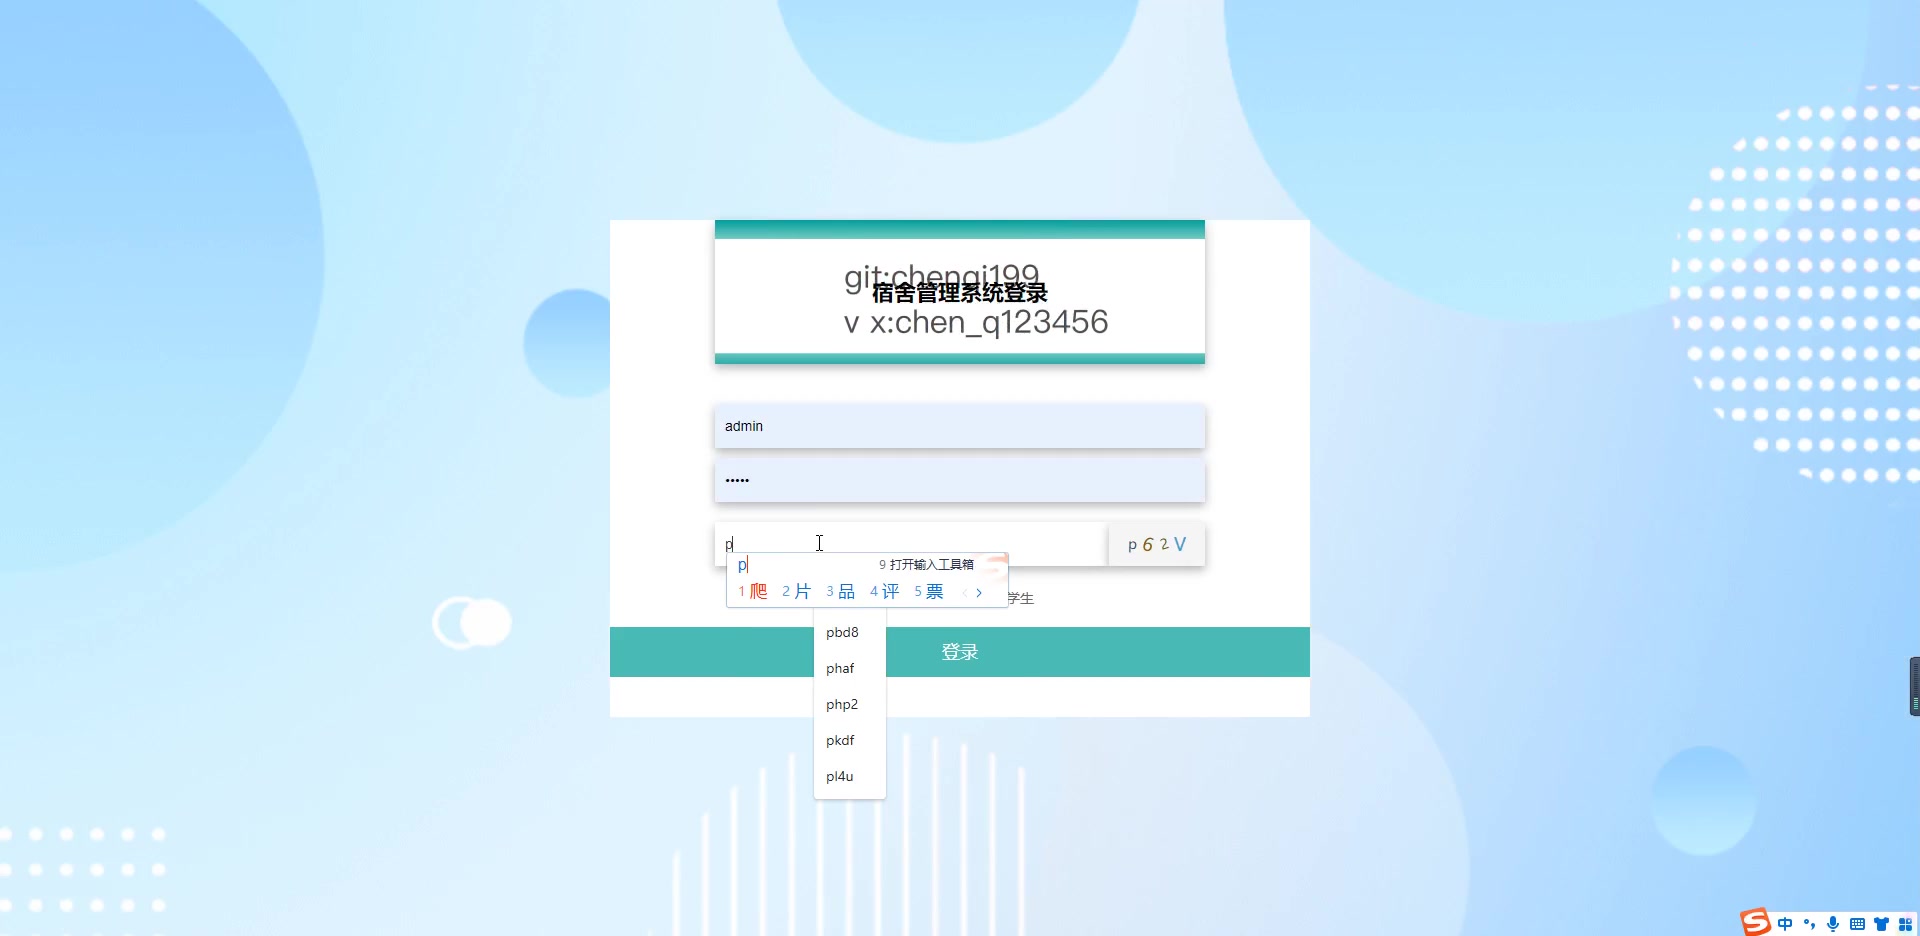 git:chenqi199
宿舍管理系统登录
v x:chen_q123456
admin
•••••
p
p62V
p
9 打开输入工具箱
1 爬 2 片 3 品 4 评 5 票
学生
pbd8
登录
phaf
php2
pkdf
pl4u
中